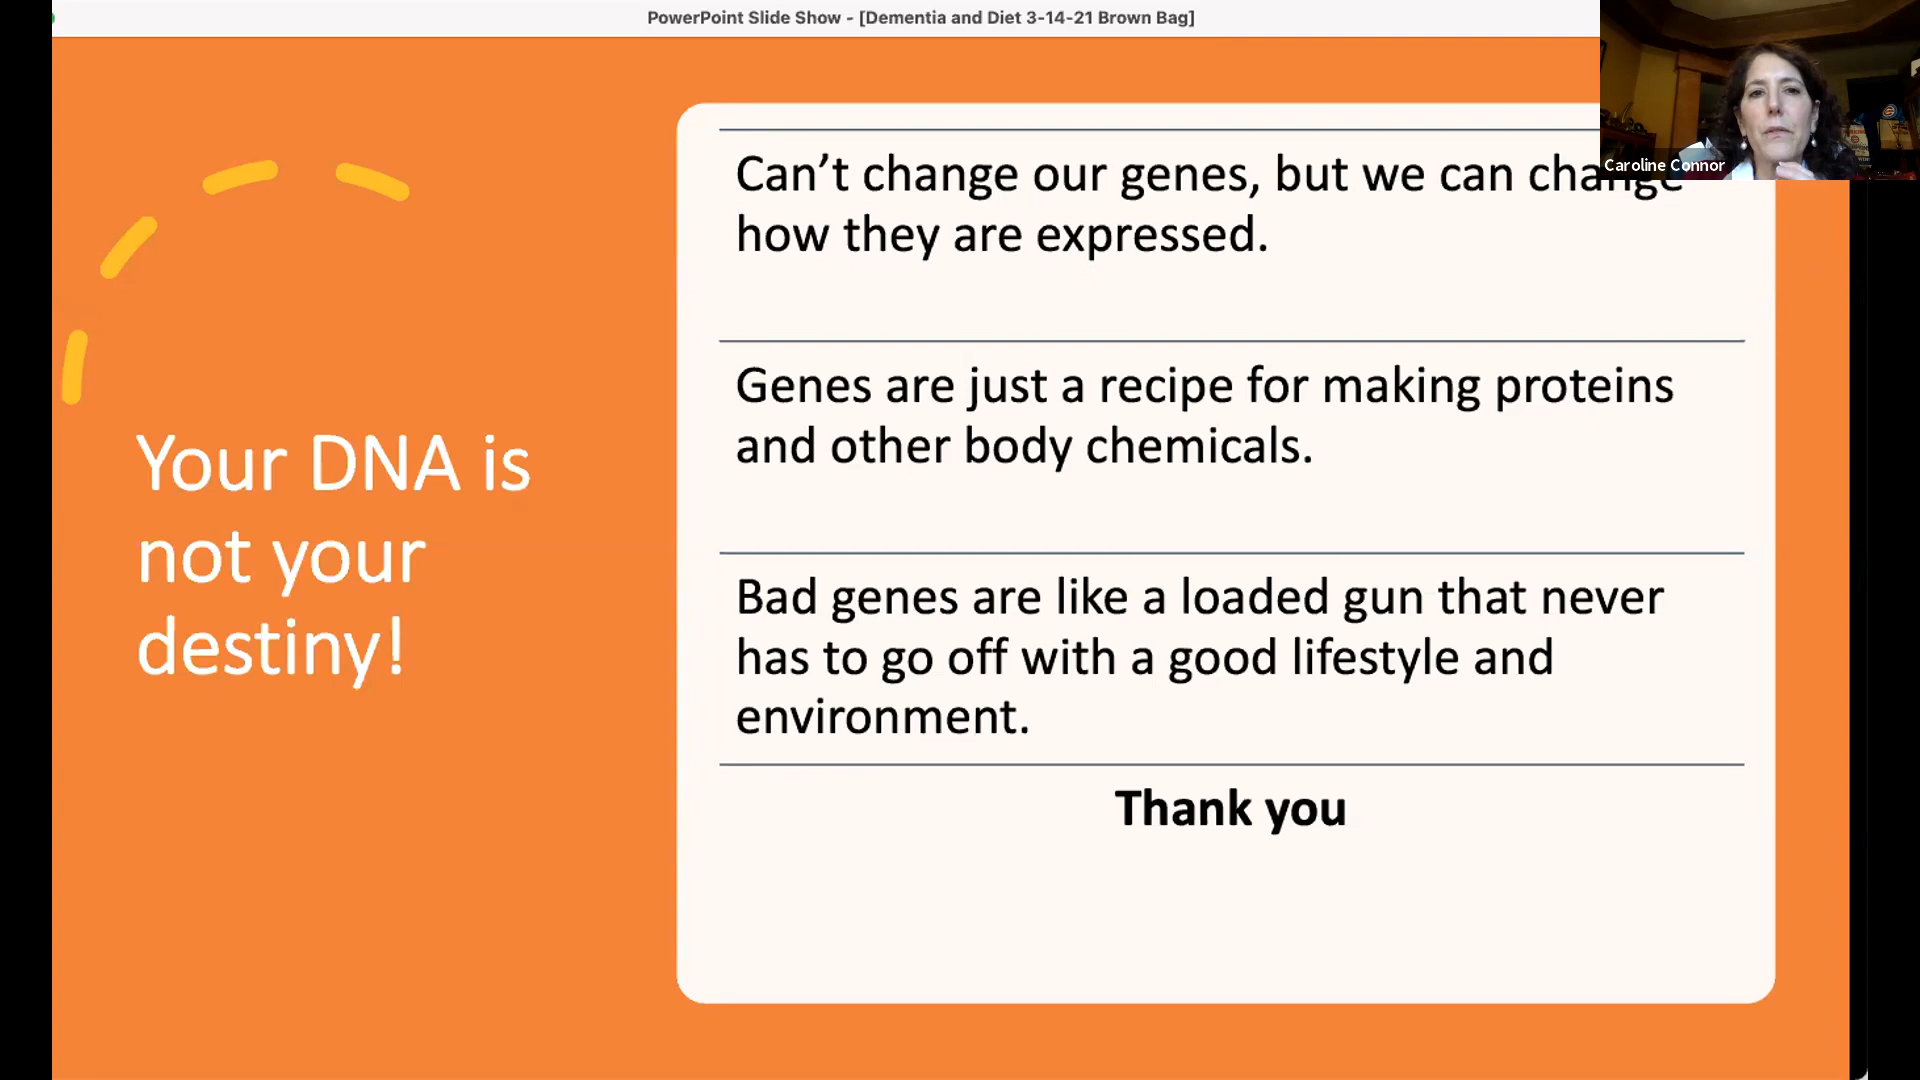 PowerPoint Slide Show - [Dementia and Diet 3-14-21 Brown Bag]
Caroline Connor
Your DNA is
not your
destiny!
Can’t change our genes, but we can change
how they are expressed.
Genes are just a recipe for making proteins
and other body chemicals.
Bad genes are like a loaded gun that never
has to go off with a good lifestyle and
environment.
Thank you